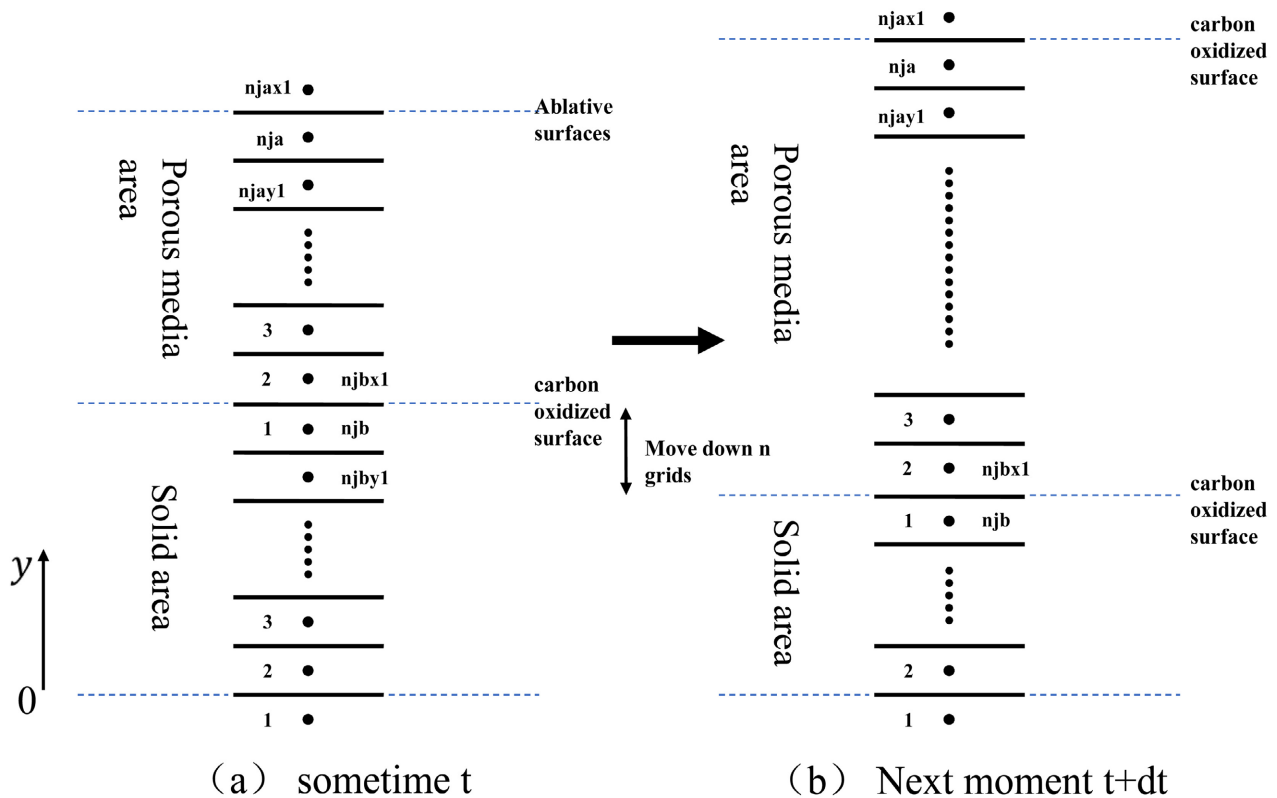 njax1
Ablative
surfaces
nja
njay1
Porous media
area
3
2 njbx1
carbon
oxidized
surface
1 njb
njby1
Solid area
3
2
1
y
0
(a) sometime t
Move down n
grids
njax1
carbon
oxidized
surface
nja
njay1
Porous media
area
3
2 njbx1
carbon
oxidized
surface
1 njb
Solid area
2
1
(b) Next moment t+dt